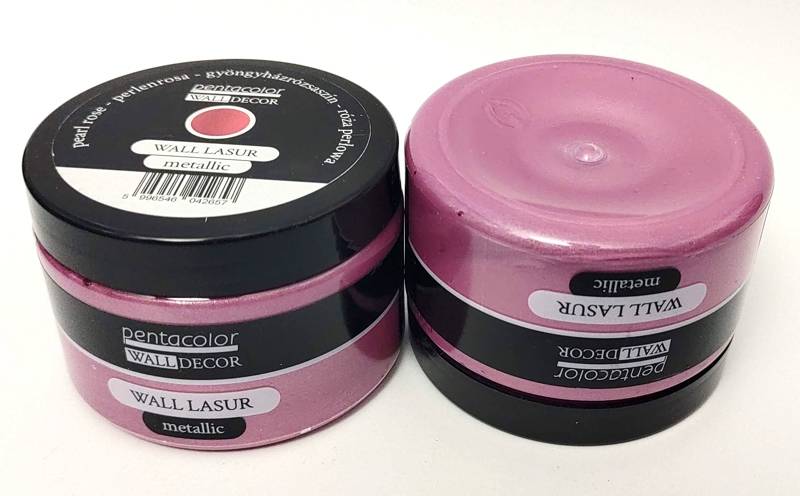 pearl rose - perlenrosa - gyöngyházrózsaszín - róża perłowa
pentacolor
WALL DECOR
WALL LASUR
metallic
5 996546 042657
pentacolor
WALL DECOR
WALL LASUR
metallic
pentacolor
WALL DECOR
WALL LASUR
metallic